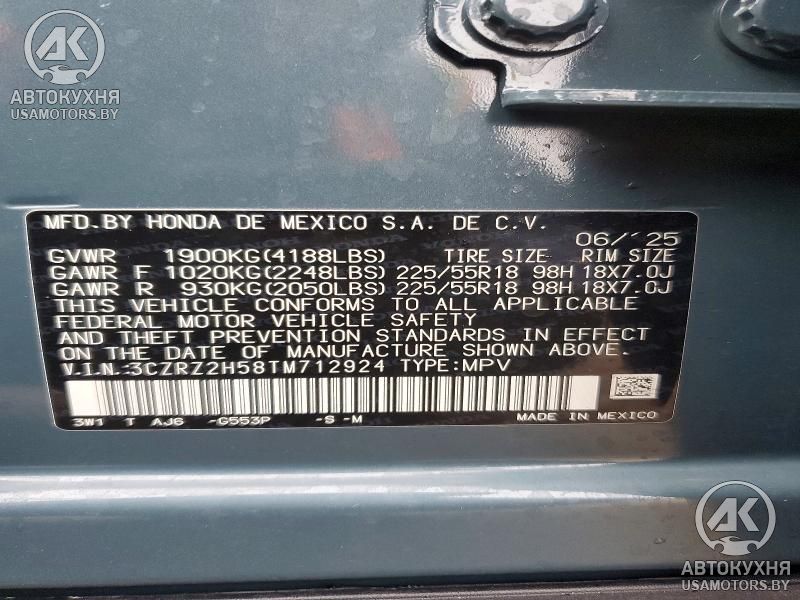 АК
АВТОКУХНЯ
USAMOTORS.BY
MFD.BY HONDA DE MEXICO S.A. DE C.V.
06/ 25
GVWR 1900KG(4188LBS) TIRE SIZE RIM SIZE
GAWR F 1020KG(2248LBS) 225/55R18 98H 18X7.0J
GAWR R 930KG(2050LBS) 225/55R18 98H 18X7.0J
THIS VEHICLE CONFORMS TO ALL APPLICABLE
FEDERAL MOTOR VEHICLE SAFETY
AND THEFT PREVENTION STANDARDS IN EFFECT
ON THE DATE OF MANUFACTURE SHOWN ABOVE.
V.I.N.:3CZRZ2H58TM712924 TYPE:MPV
3W1 T AJ6 -G553P -S -M MADE IN MEXICO
АК
АВТОКУХНЯ
USAMOTORS.BY